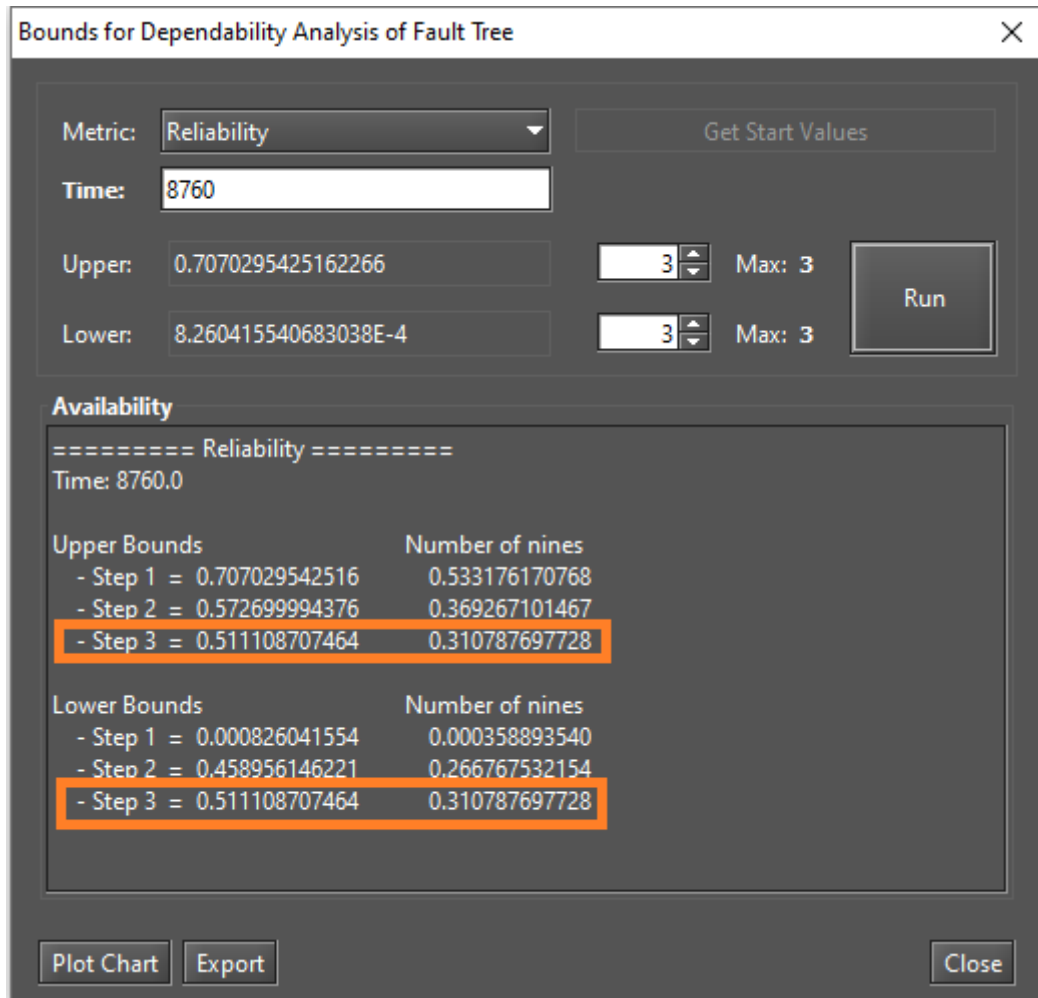 Bounds for Dependability Analysis of Fault Tree
Metric: Reliability Get Start Values
Time: 8760
Upper: 0.7070295425162266 3 Max: 3
Run
Lower: 8.260415540683038E-4 3 Max: 3
Availability
========= Reliability =========
Time: 8760.0
Upper Bounds Number of nines
- Step 1 = 0.707029542516 0.533176170768
- Step 2 = 0.572699994376 0.369267101467
- Step 3 = 0.511108707464 0.310787697728
Lower Bounds Number of nines
- Step 1 = 0.000826041554 0.000358893540
- Step 2 = 0.458956146221 0.266767532154
- Step 3 = 0.511108707464 0.310787697728
Plot Chart Export Close